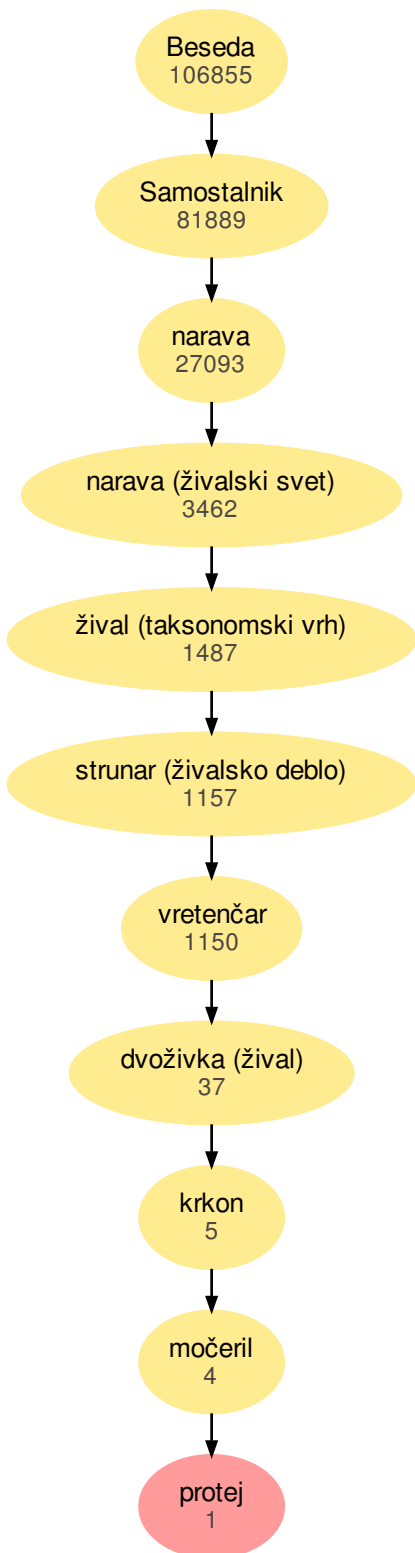 Beseda
106855
Samostalnik
81889
narava
27093
narava (živalski svet)
3462
žival (taksonomski vrh)
1487
strunar (živalsko deblo)
1157
vretenčar
1150
dvoživka (žival)
37
krkon
5
močeril
4
protej
1